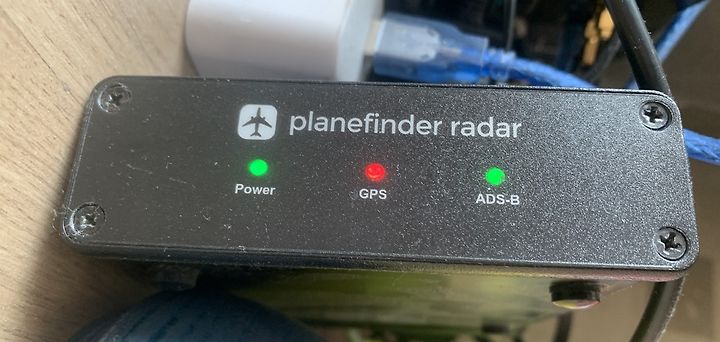 planefinder radar
Power GPS ADS-B